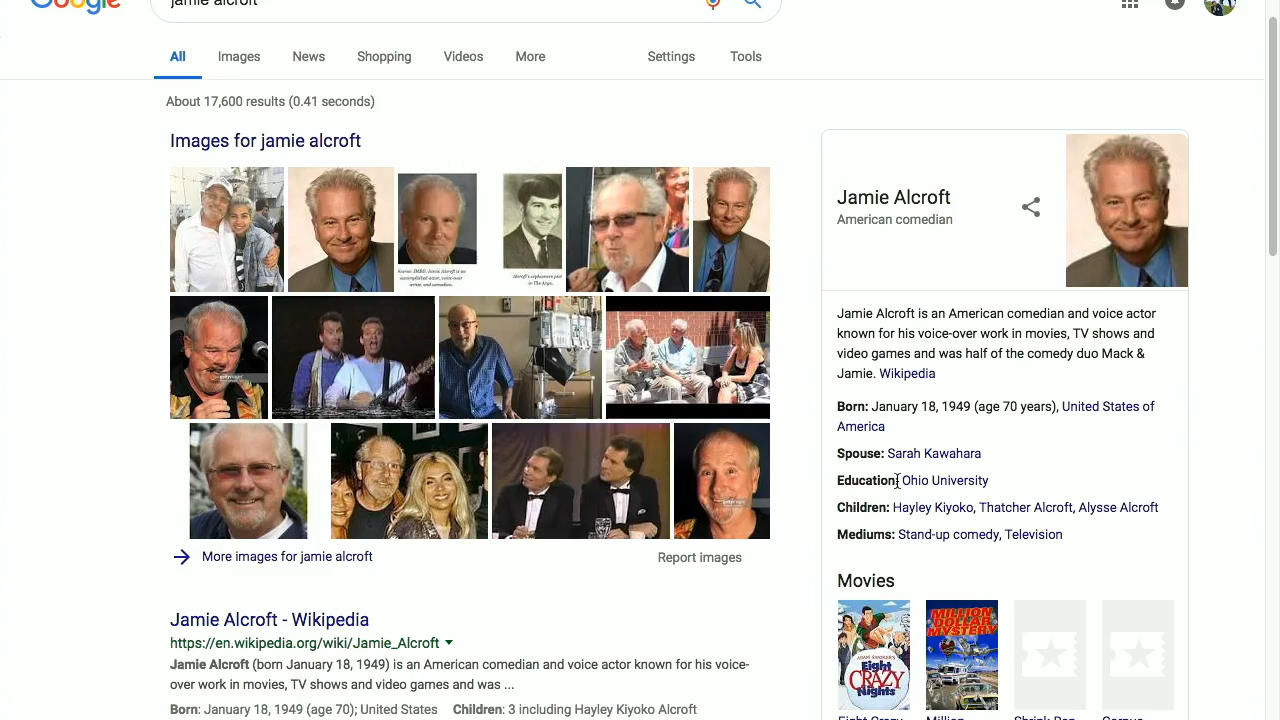 Google
jamie alcroft
All Images News Shopping Videos More Settings Tools
About 17,600 results (0.41 seconds)
Images for jamie alcroft
Jamie Alcroft
American comedian
Jamie Alcroft is an American comedian and voice actor
known for his voice-over work in movies, TV shows and
video games and was half of the comedy duo Mack &
Jamie. Wikipedia
Born: January 18, 1949 (age 70 years), United States of
America
Spouse: Sarah Kawahara
Education: Ohio University
Children: Hayley Kiyoko, Thatcher Alcroft, Alysse Alcroft
Mediums: Stand-up comedy, Television
More images for jamie alcroft
Report images
Movies
ADAM SANDLER'S
Eight
CRAZY
Nights
MILLION
DOLLAR
MYSTERY
Jamie Alcroft - Wikipedia
https://en.wikipedia.org/wiki/Jamie_Alcroft
Jamie Alcroft (born January 18, 1949) is an American comedian and voice actor known for his voice-
over work in movies, TV shows and video games and was ...
Born: January 18, 1949 (age 70); United States Children: 3 including Hayley Kiyoko Alcroft